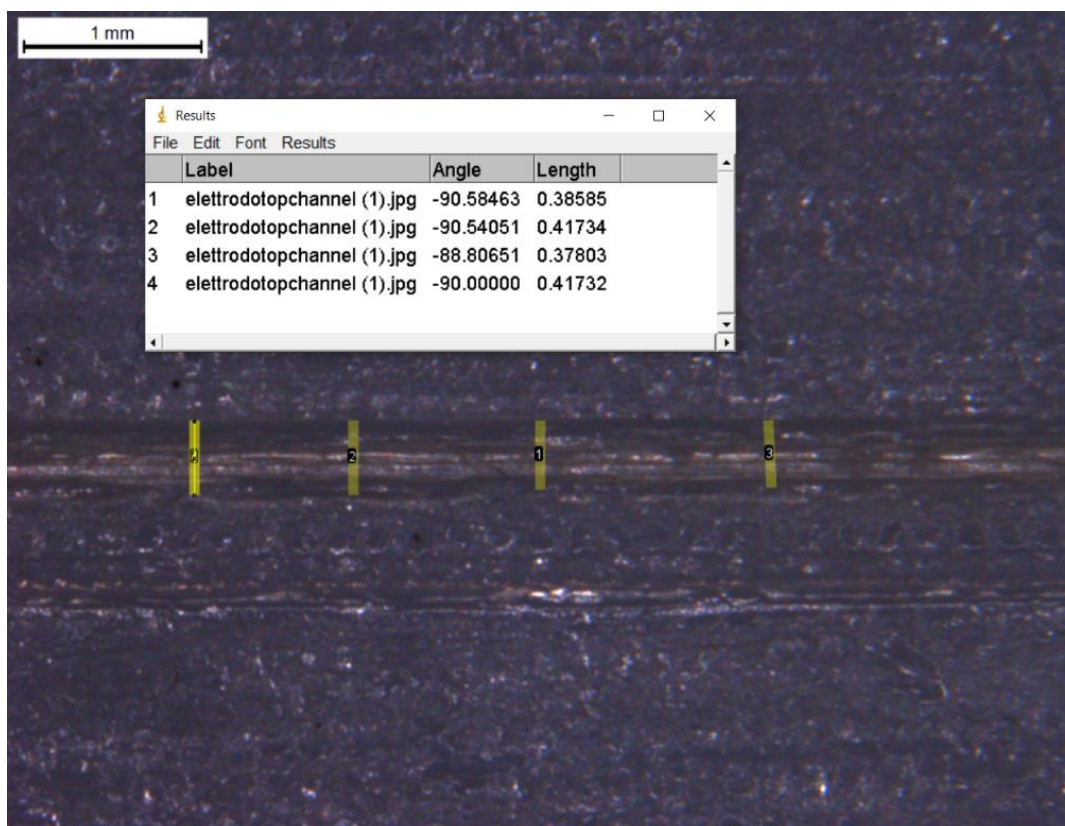 1 mm
Results
File Edit Font Results
Label Angle Length
1 elettrodotopchannel (1).jpg -90.58463 0.38585
2 elettrodotopchannel (1).jpg -90.54051 0.41734
3 elettrodotopchannel (1).jpg -88.80651 0.37803
4 elettrodotopchannel (1).jpg -90.00000 0.41732
2 1 3